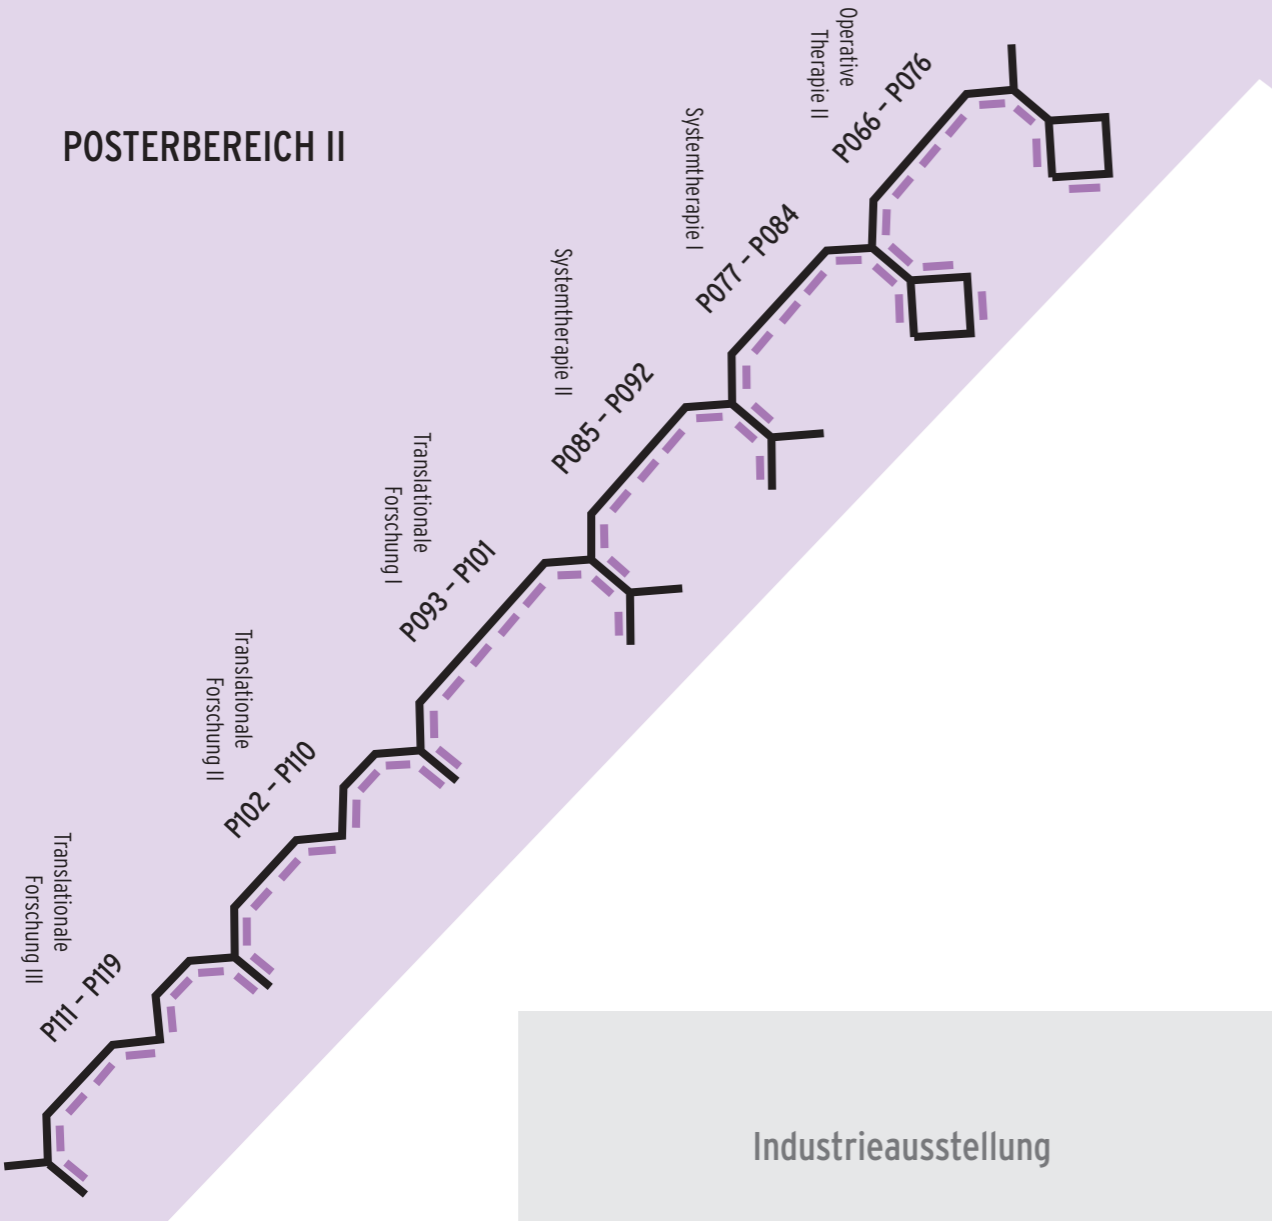 POSTERBEREICH II
Operative
Therapie II
P066 – P076
Systemtherapie I
P077 – P084
Systemtherapie II
P085 – P092
Translationale
Forschung I
P093 – P101
Translationale
Forschung II
P102 – P110
Translationale
Forschung III
P111 – P119
Industrieausstellung